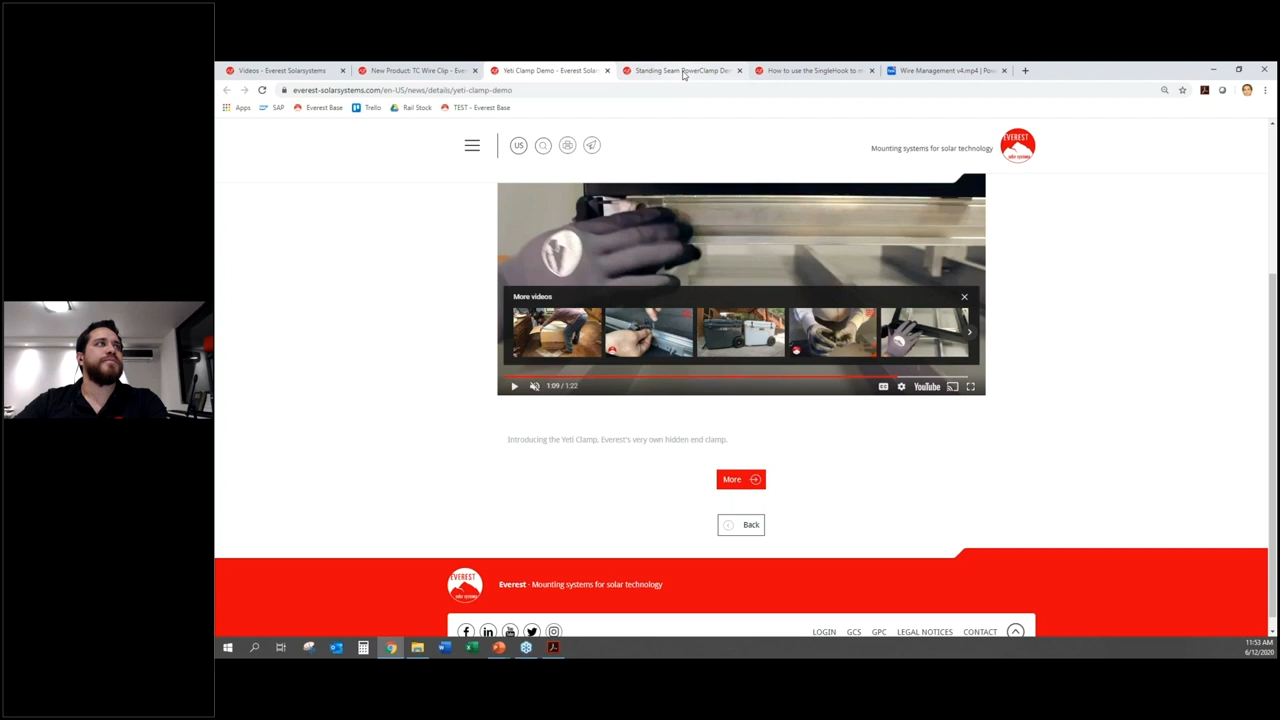 Videos - Everest Solarsystems
New Product: TC Wire Clip - Eve
Yeti Clamp Demo - Everest Solar
Standing Seam PowerClamp De
How to use the SingleHook to
Wire Management v4.mp4 | Pow
everest-solarsystems.com/en-US/news/details/yeti-clamp-demo
Apps
SAP
Everest Base
Trello
Rail Stock
TEST - Everest Base
US
Mounting systems for solar technology
EVEREST
More videos
1:09 / 1:22
CC
YouTube
Introducing the Yeti Clamp, Everest's very own hidden end clamp.
More
Back
EVEREST
Everest - Mounting systems for solar technology
LOGIN
GCS
GPC
LEGAL NOTICES
CONTACT
11:53 AM
6/12/2020